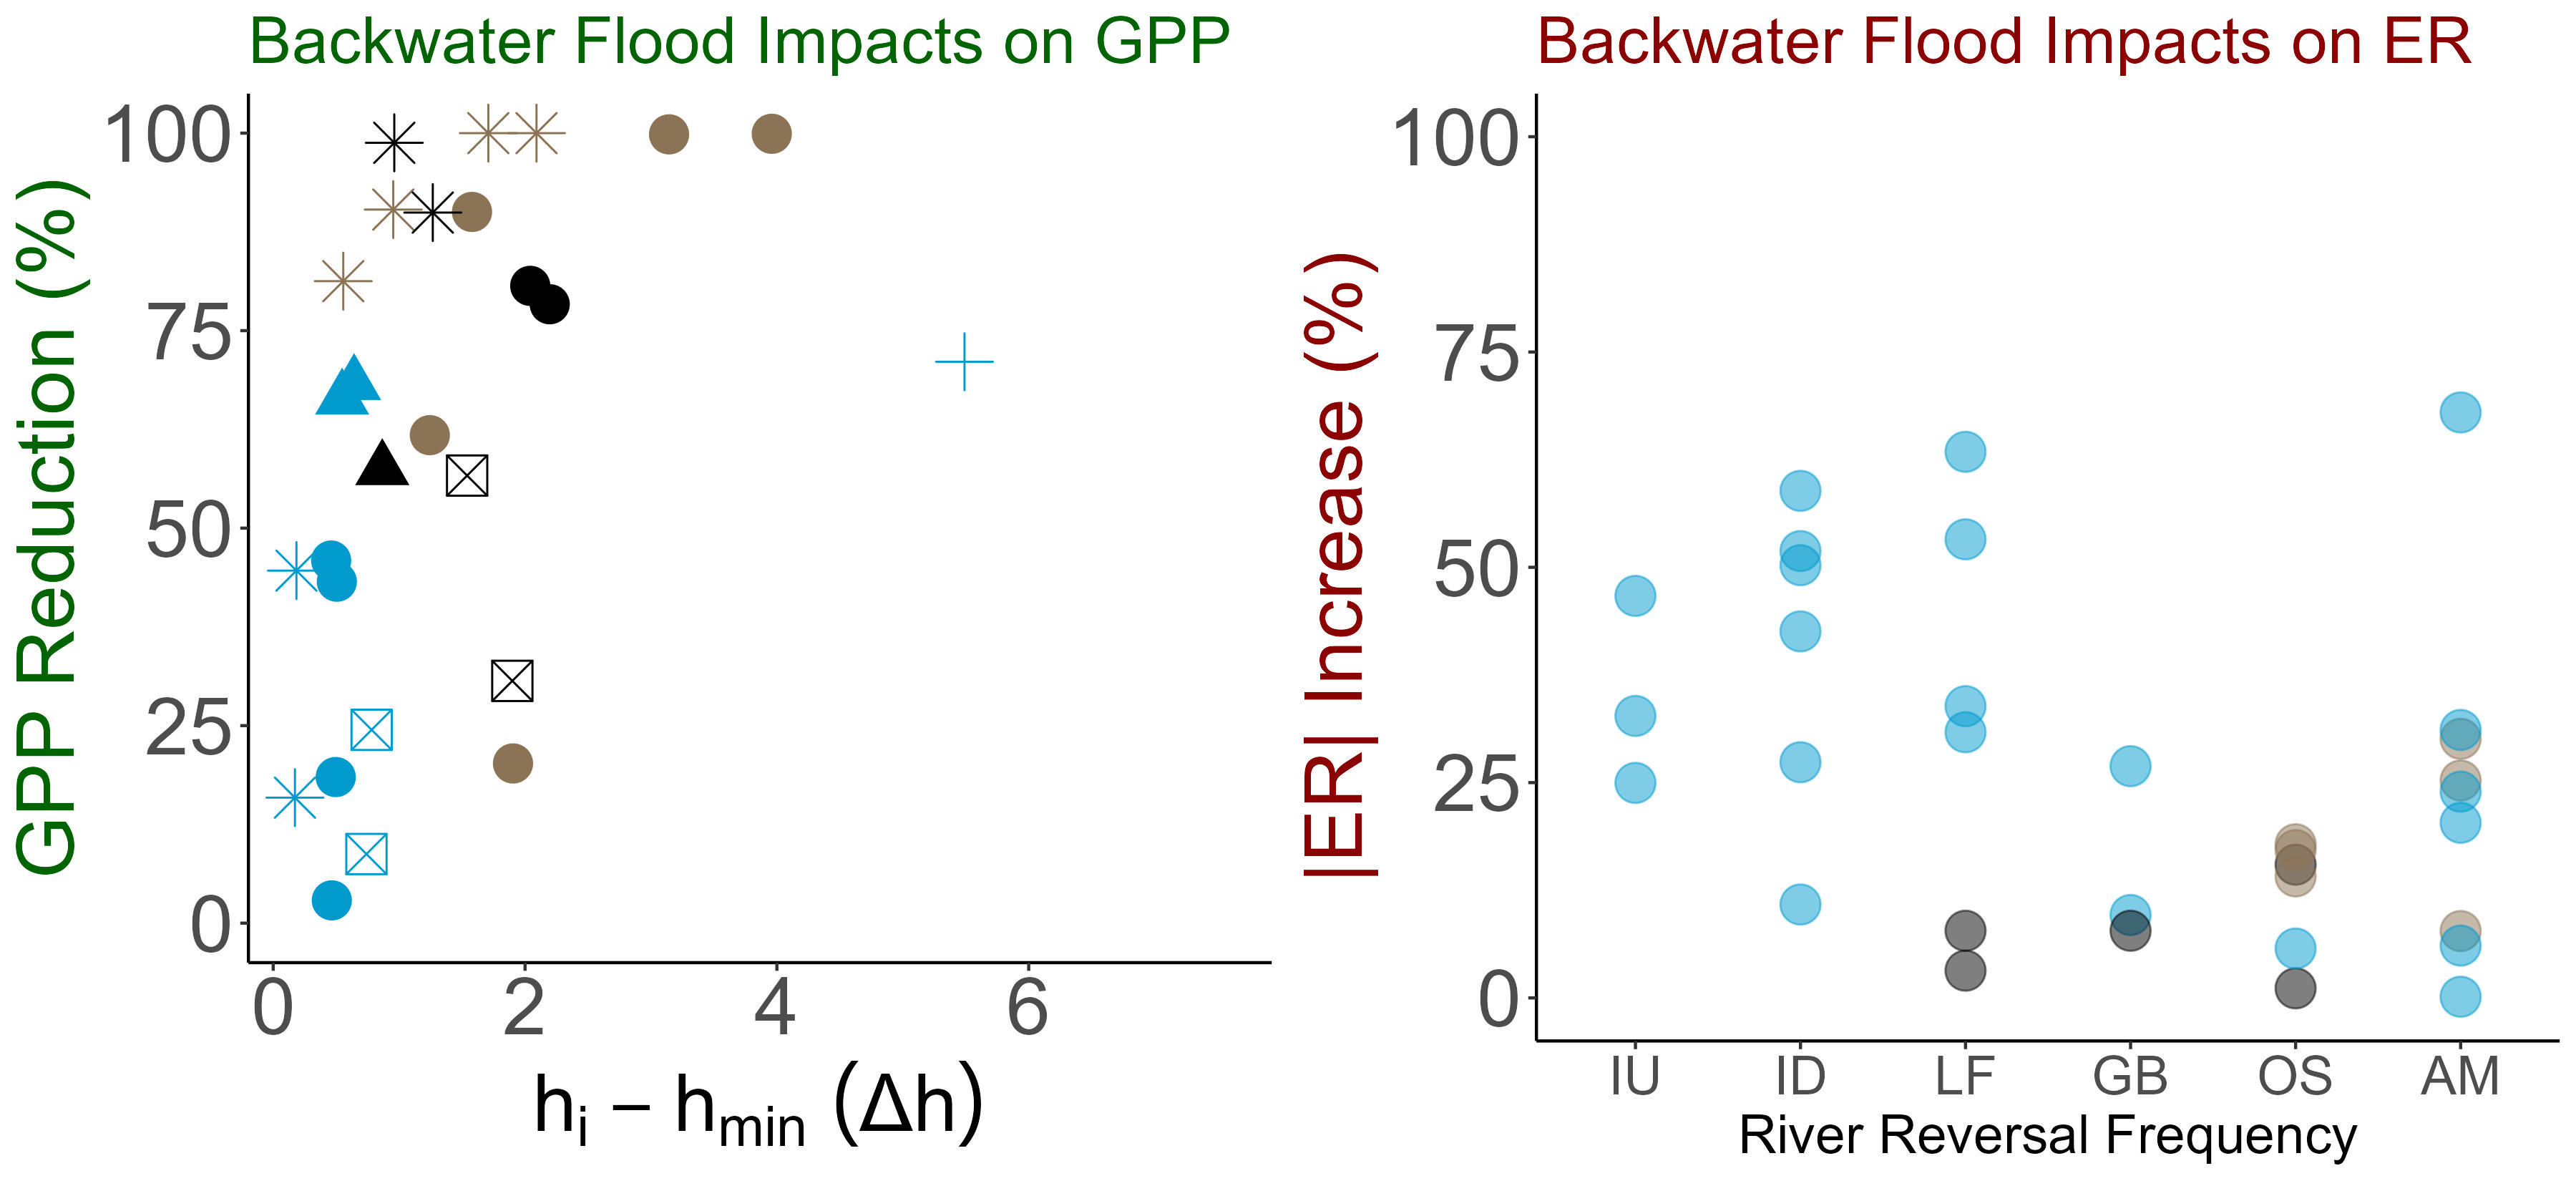 Backwater Flood Impacts on GPP
GPP Reduction (%)
100
75
50
25
0
0 2 4 6
hi – hmin (Δh)
Backwater Flood Impacts on ER
|ER| Increase (%)
100
75
50
25
0
IU ID LF GB OS AM
River Reversal Frequency